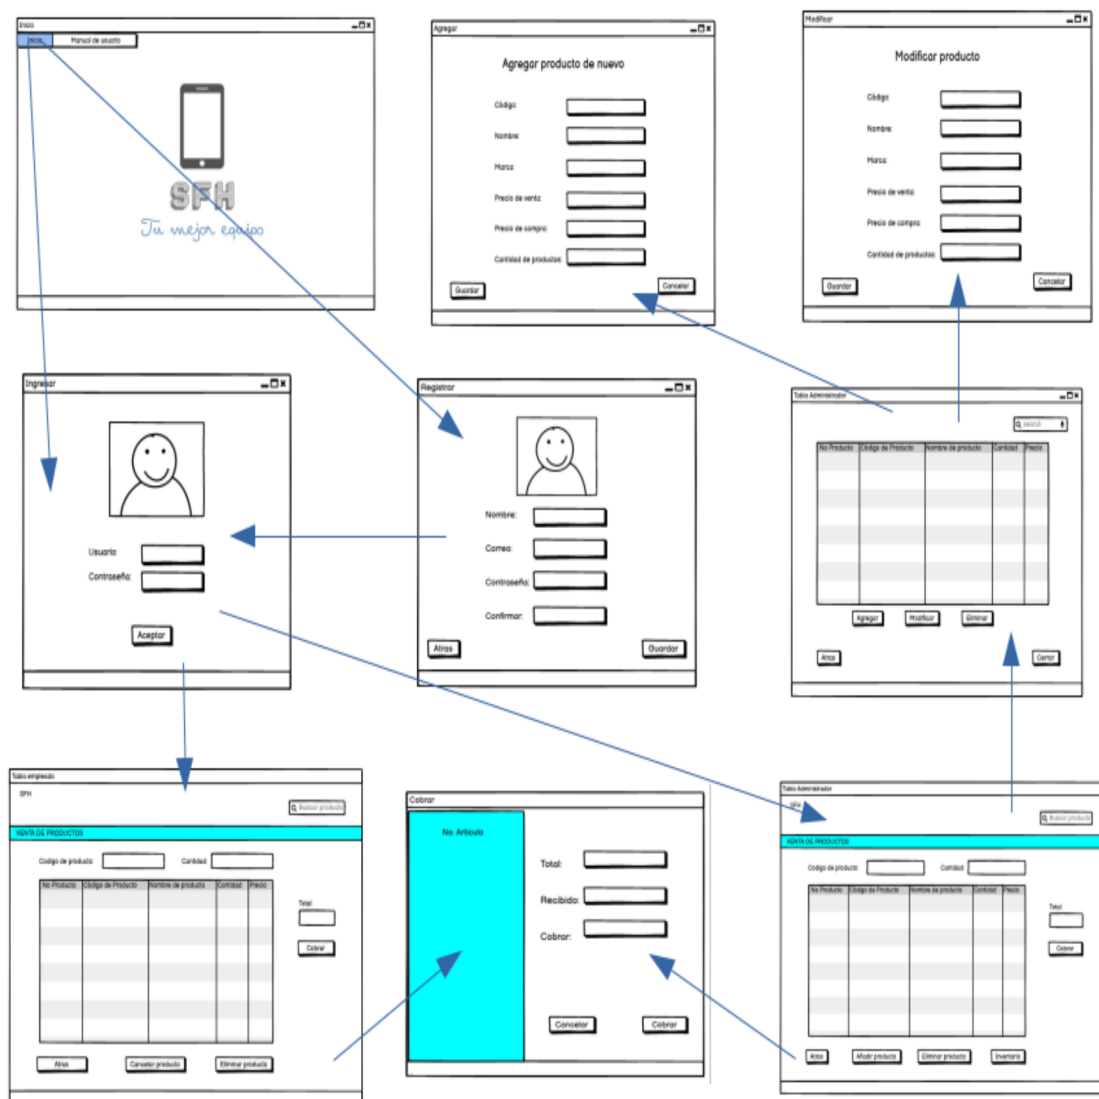 Inicio
Inicio Manual de usuario
SFH
Tu mejor equipo
Agregar
Agregar producto de nuevo
Código:
Nombre:
Marca:
Precio de venta:
Precio de compra:
Cantidad de productos:
Guardar Cancelar
Modificar
Modificar producto
Código:
Nombre:
Marca:
Precio de venta:
Precio de compra:
Cantidad de productos:
Guardar Cancelar
Ingresar
Usuario:
Contraseña:
Aceptar
Registrar
Nombre:
Correo:
Contraseña:
Confirmar:
Atras Guardar
Tabla Administrador
search
No Producto Código de Producto Nombre de producto Cantidad Precio
Agregar Modificar Eliminar
Atras Cerrar
Tabla empleado
SFH
Buscar producto
VENTA DE PRODUCTOS
Codigo de producto: Cantidad:
No Producto Código de Producto Nombre de producto Cantidad Precio
Total:
Cobrar
Atras Cancelar producto Eliminar producto
Cobrar
No. Articulo
Total:
Recibido:
Cobrar:
Cancelar Cobrar
Tabla Administrador
SFH
Buscar producto
VENTA DE PRODUCTOS
Codigo de producto: Cantidad:
No Producto Código de Producto Nombre de producto Cantidad Precio
Total:
Cobrar
Atras Añadir producto Eliminar producto Inventario